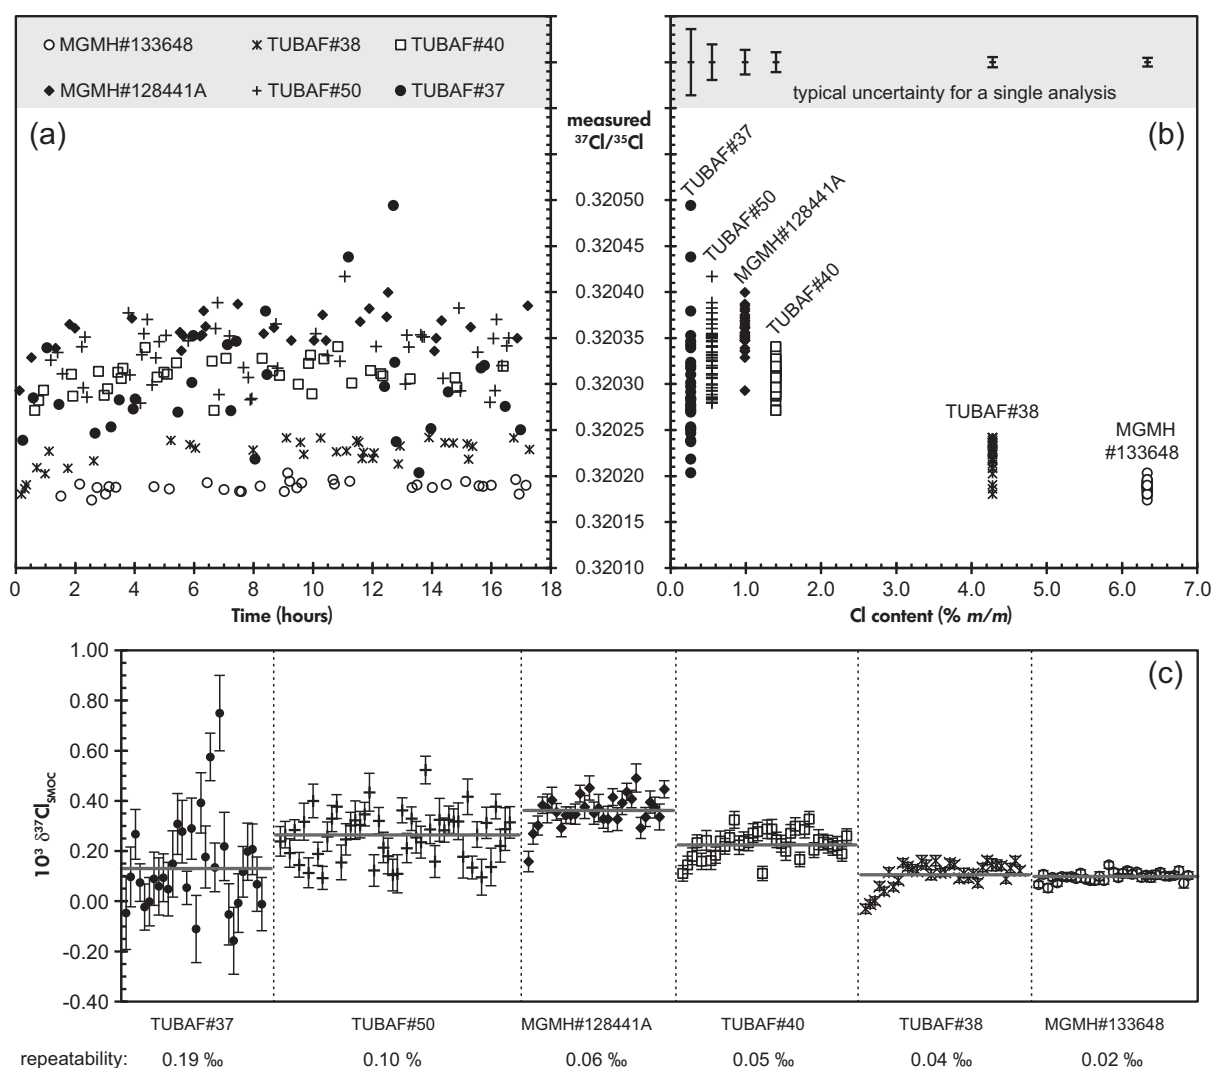 MGMH#133648 TUBAF#38 TUBAF#40
MGMH#128441A TUBAF#50 TUBAF#37
typical uncertainty for a single analysis
(a)
measured
³⁷Cl/³⁵Cl
(b)
TUBAF#37
TUBAF#50
MGMH#128441A
TUBAF#40
TUBAF#38
MGMH
#133648
0.32050
0.32045
0.32040
0.32035
0.32030
0.32025
0.32020
0.32015
0.32010
0 2 4 6 8 10 12 14 16 18
0.0 1.0 2.0 3.0 4.0 5.0 6.0 7.0
Time (hours)
Cl content (% m/m)
(c)
10³ δ³⁷Cl_SMOC
1.00
0.80
0.60
0.40
0.20
0.00
-0.20
-0.40
TUBAF#37 TUBAF#50 MGMH#128441A TUBAF#40 TUBAF#38 MGMH#133648
repeatability: 0.19 ‰ 0.10 % 0.06 ‰ 0.05 ‰ 0.04 ‰ 0.02 ‰